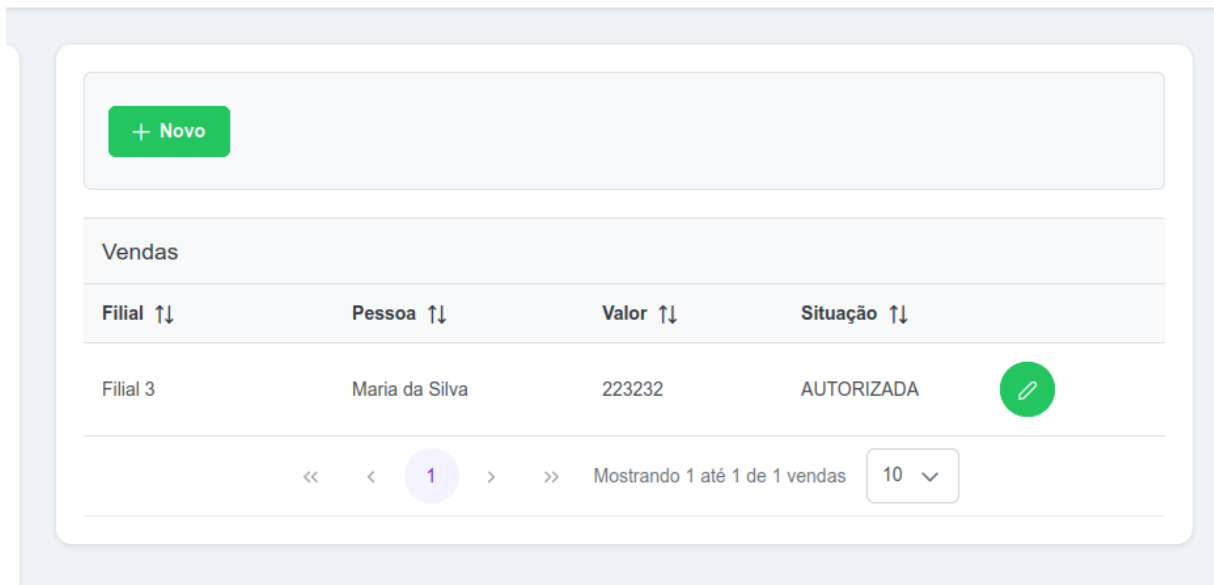 + Novo
Vendas
Filial Pessoa Valor Situação
Filial 3 Maria da Silva 223232 AUTORIZADA
<< < 1 > >> Mostrando 1 até 1 de 1 vendas 10